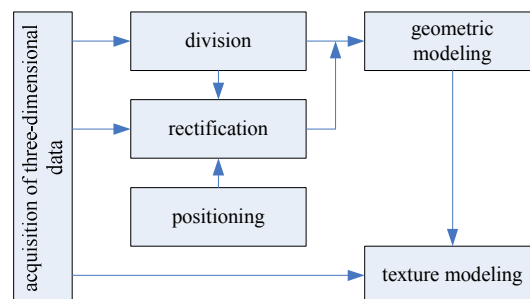 acquisition of three-dimensional
data
division
rectification
positioning
geometric
modeling
texture modeling